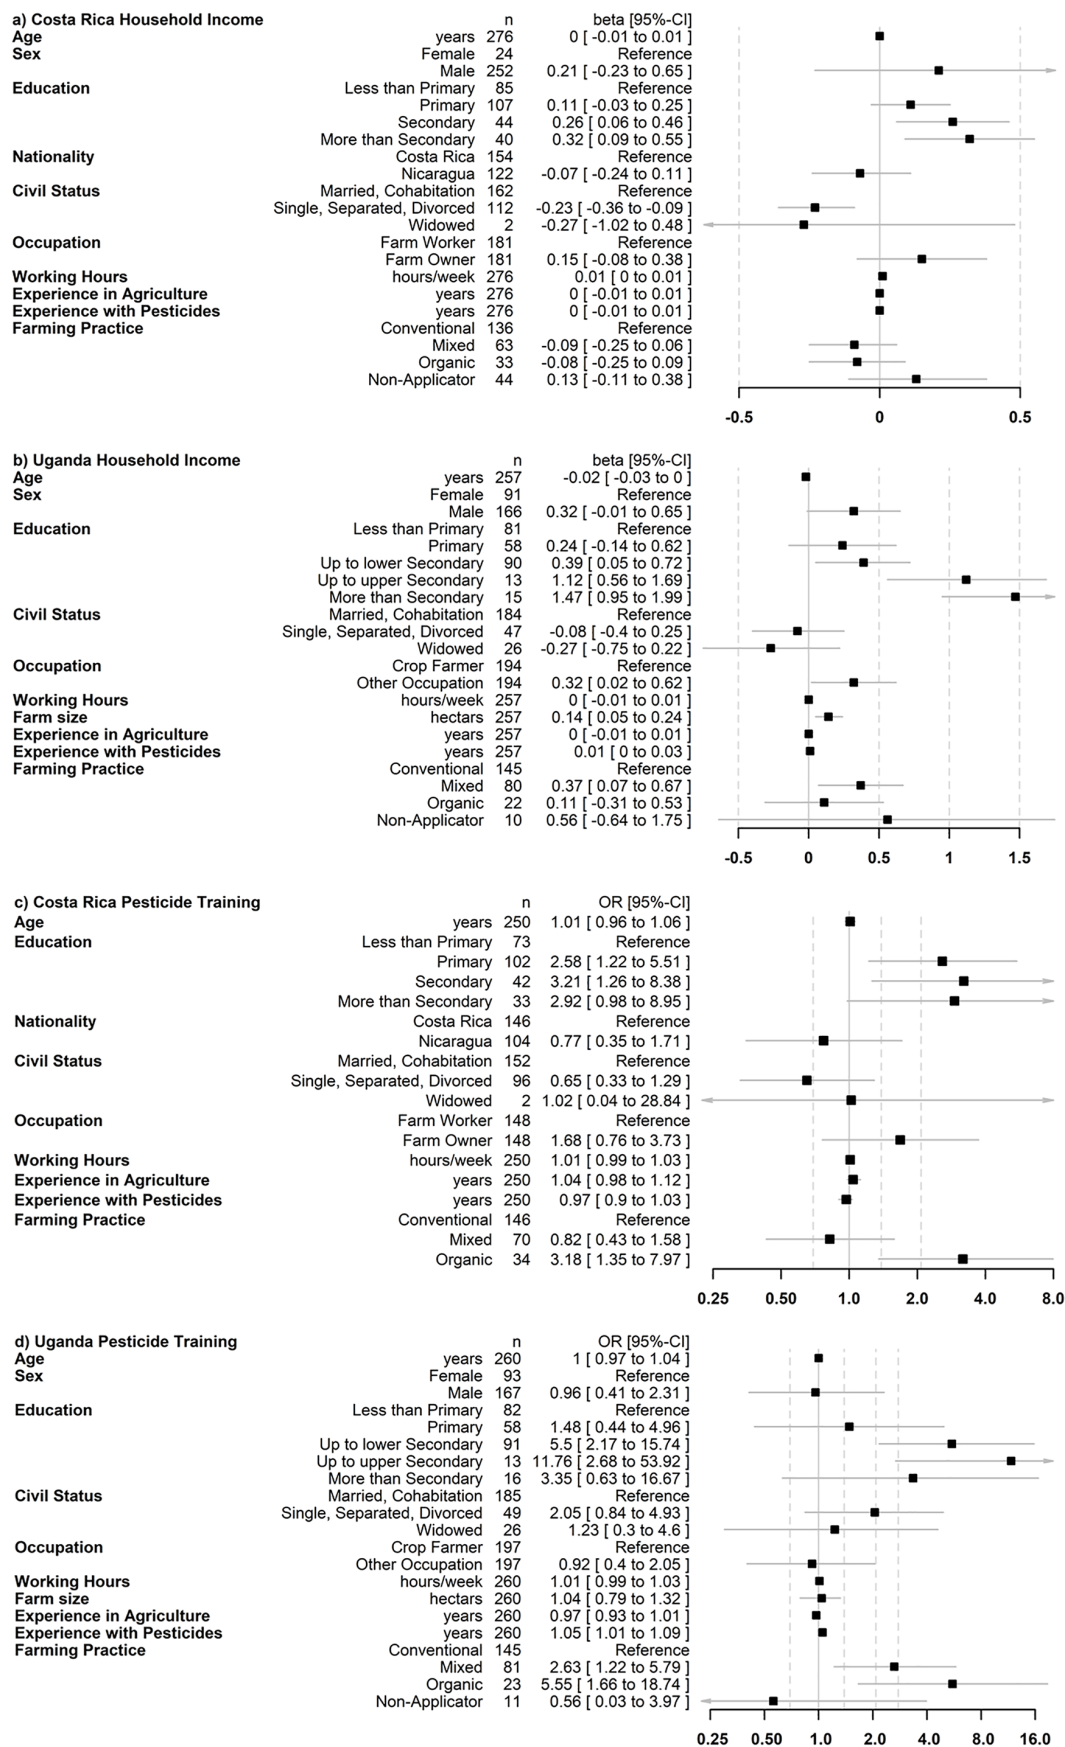 a) Costa Rica Household Income n beta [95%-CI]
Age years 276 0 [ -0.01 to 0.01 ]
Sex Female 24 Reference
Male 252 0.21 [ -0.23 to 0.65 ]
Education Less than Primary 85 Reference
Primary 107 0.11 [ -0.03 to 0.25 ]
Secondary 44 0.26 [ 0.06 to 0.46 ]
More than Secondary 40 0.32 [ 0.09 to 0.55 ]
Nationality Costa Rica 154 Reference
Nicaragua 122 -0.07 [ -0.24 to 0.11 ]
Civil Status Married, Cohabitation 162 Reference
Single, Separated, Divorced 112 -0.23 [ -0.36 to -0.09 ]
Widowed 2 -0.27 [ -1.02 to 0.48 ]
Occupation Farm Worker 181 Reference
Farm Owner 181 0.15 [ -0.08 to 0.38 ]
Working Hours hours/week 276 0.01 [ 0 to 0.01 ]
Experience in Agriculture years 276 0 [ -0.01 to 0.01 ]
Experience with Pesticides years 276 0 [ -0.01 to 0.01 ]
Farming Practice Conventional 136 Reference
Mixed 63 -0.09 [ -0.25 to 0.06 ]
Organic 33 -0.08 [ -0.25 to 0.09 ]
Non-Applicator 44 0.13 [ -0.11 to 0.38 ]
-0.5 0 0.5
b) Uganda Household Income n beta [95%-CI]
Age years 257 -0.02 [ -0.03 to 0 ]
Sex Female 91 Reference
Male 166 0.32 [ -0.01 to 0.65 ]
Education Less than Primary 81 Reference
Primary 58 0.24 [ -0.14 to 0.62 ]
Up to lower Secondary 90 0.39 [ 0.05 to 0.72 ]
Up to upper Secondary 13 1.12 [ 0.56 to 1.69 ]
More than Secondary 15 1.47 [ 0.95 to 1.99 ]
Civil Status Married, Cohabitation 184 Reference
Single, Separated, Divorced 47 -0.08 [ -0.4 to 0.25 ]
Widowed 26 -0.27 [ -0.75 to 0.22 ]
Occupation Crop Farmer 194 Reference
Other Occupation 194 0.32 [ 0.02 to 0.62 ]
Working Hours hours/week 257 0 [ -0.01 to 0.01 ]
Farm size hectars 257 0.14 [ 0.05 to 0.24 ]
Experience in Agriculture years 257 0 [ -0.01 to 0.01 ]
Experience with Pesticides years 257 0.01 [ 0 to 0.03 ]
Farming Practice Conventional 145 Reference
Mixed 80 0.37 [ 0.07 to 0.67 ]
Organic 22 0.11 [ -0.31 to 0.53 ]
Non-Applicator 10 0.56 [ -0.64 to 1.75 ]
-0.5 0 0.5 1 1.5
c) Costa Rica Pesticide Training n OR [95%-CI]
Age years 250 1.01 [ 0.96 to 1.06 ]
Education Less than Primary 73 Reference
Primary 102 2.58 [ 1.22 to 5.51 ]
Secondary 42 3.21 [ 1.26 to 8.38 ]
More than Secondary 33 2.92 [ 0.98 to 8.95 ]
Nationality Costa Rica 146 Reference
Nicaragua 104 0.77 [ 0.35 to 1.71 ]
Civil Status Married, Cohabitation 152 Reference
Single, Separated, Divorced 96 0.65 [ 0.33 to 1.29 ]
Widowed 2 1.02 [ 0.04 to 28.84 ]
Occupation Farm Worker 148 Reference
Farm Owner 148 1.68 [ 0.76 to 3.73 ]
Working Hours hours/week 250 1.01 [ 0.99 to 1.03 ]
Experience in Agriculture years 250 1.04 [ 0.98 to 1.12 ]
Experience with Pesticides years 250 0.97 [ 0.9 to 1.03 ]
Farming Practice Conventional 146 Reference
Mixed 70 0.82 [ 0.43 to 1.58 ]
Organic 34 3.18 [ 1.35 to 7.97 ]
0.25 0.50 1.0 2.0 4.0 8.0
d) Uganda Pesticide Training n OR [95%-CI]
Age years 260 1 [ 0.97 to 1.04 ]
Sex Female 93 Reference
Male 167 0.96 [ 0.41 to 2.31 ]
Education Less than Primary 82 Reference
Primary 58 1.48 [ 0.44 to 4.96 ]
Up to lower Secondary 91 5.5 [ 2.17 to 15.74 ]
Up to upper Secondary 13 11.76 [ 2.68 to 53.92 ]
More than Secondary 16 3.35 [ 0.63 to 16.67 ]
Civil Status Married, Cohabitation 185 Reference
Single, Separated, Divorced 49 2.05 [ 0.84 to 4.93 ]
Widowed 26 1.23 [ 0.3 to 4.6 ]
Occupation Crop Farmer 197 Reference
Other Occupation 197 0.92 [ 0.4 to 2.05 ]
Working Hours hours/week 260 1.01 [ 0.99 to 1.03 ]
Farm size hectars 260 1.04 [ 0.79 to 1.32 ]
Experience in Agriculture years 260 0.97 [ 0.93 to 1.01 ]
Experience with Pesticides years 260 1.05 [ 1.01 to 1.09 ]
Farming Practice Conventional 145 Reference
Mixed 81 2.63 [ 1.22 to 5.79 ]
Organic 23 5.55 [ 1.66 to 18.74 ]
Non-Applicator 11 0.56 [ 0.03 to 3.97 ]
0.25 0.50 1.0 2.0 4.0 8.0 16.0